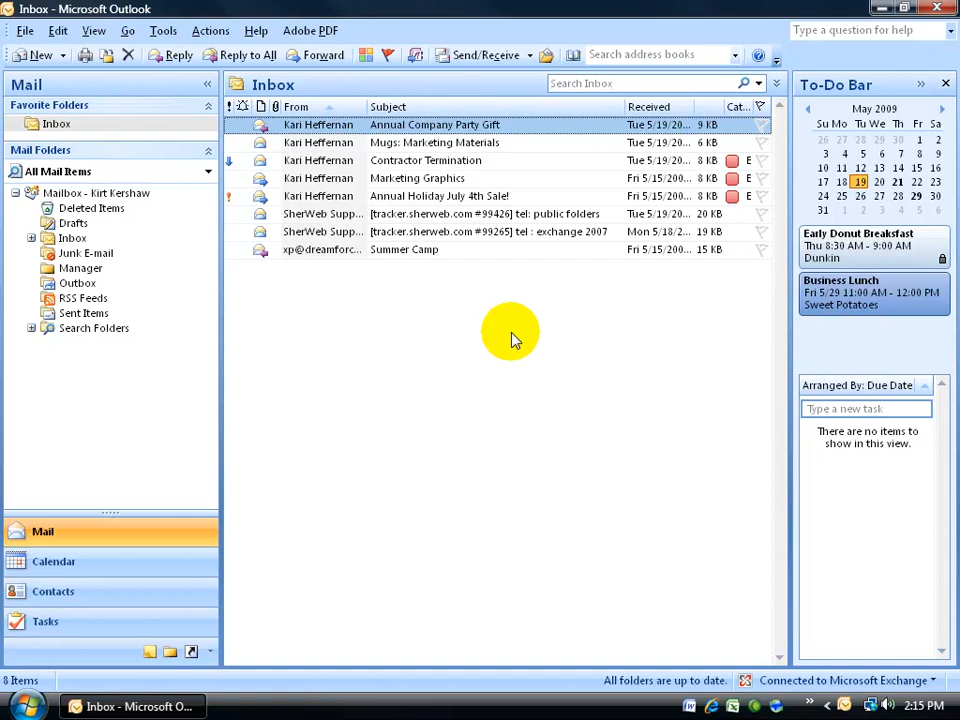 Inbox - Microsoft Outlook
File Edit View Go Tools Actions Help Adobe PDF
Type a question for help
New Reply Reply to All Forward Send/Receive Search address books
Mail «
Inbox
Search Inbox
To-Do Bar »
Favorite Folders
Inbox
Mail Folders
All Mail Items
Mailbox - Kirt Kershaw
Deleted Items
Drafts
Inbox
Junk E-mail
Manager
Outbox
RSS Feeds
Sent Items
Search Folders
! From Subject Received Cat...
Kari Heffernan Annual Company Party Gift Tue 5/19/20... 9 KB
Kari Heffernan Mugs: Marketing Materials Tue 5/19/20... 6 KB
Kari Heffernan Contractor Termination Tue 5/19/20... 8 KB E
Kari Heffernan Marketing Graphics Fri 5/15/200... 8 KB E
! Kari Heffernan Annual Holiday July 4th Sale! Fri 5/15/200... 8 KB E
SherWeb Supp... [tracker.sherweb.com #99426] tel: public folders Tue 5/19/20... 20 KB
SherWeb Supp... [tracker.sherweb.com #99265] tel : exchange 2007 Mon 5/18/2... 19 KB
xp@dreamforc... Summer Camp Fri 5/15/200... 15 KB
May 2009
Su Mo Tu We Th Fr Sa
26 27 28 29 30 1 2
3 4 5 6 7 8 9
10 11 12 13 14 15 16
17 18 19 20 21 22 23
24 25 26 27 28 29 30
31 1 2 3 4 5 6
Early Donut Breakfast
Thu 8:30 AM - 9:00 AM
Dunkin
Business Lunch
Fri 5/29 11:00 AM - 12:00 PM
Sweet Potatoes
Arranged By: Due Date
Type a new task
There are no items to
show in this view.
Mail
Calendar
Contacts
Tasks
8 Items
All folders are up to date. Connected to Microsoft Exchange
Inbox - Microsoft O...
2:15 PM